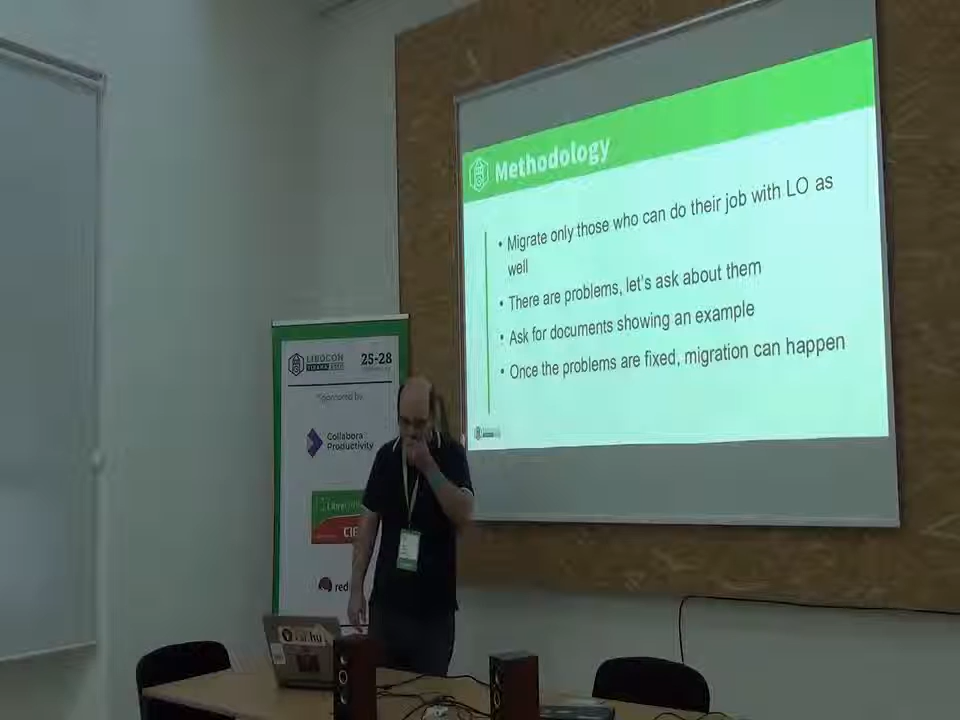 Methodology
• Migrate only those who can do their job with LO as
well
• There are problems, let's ask about them
• Ask for documents showing an example
• Once the problems are fixed, migration can happen
LIBOCON
25-28
Sponsored by
Collabora
Productivity